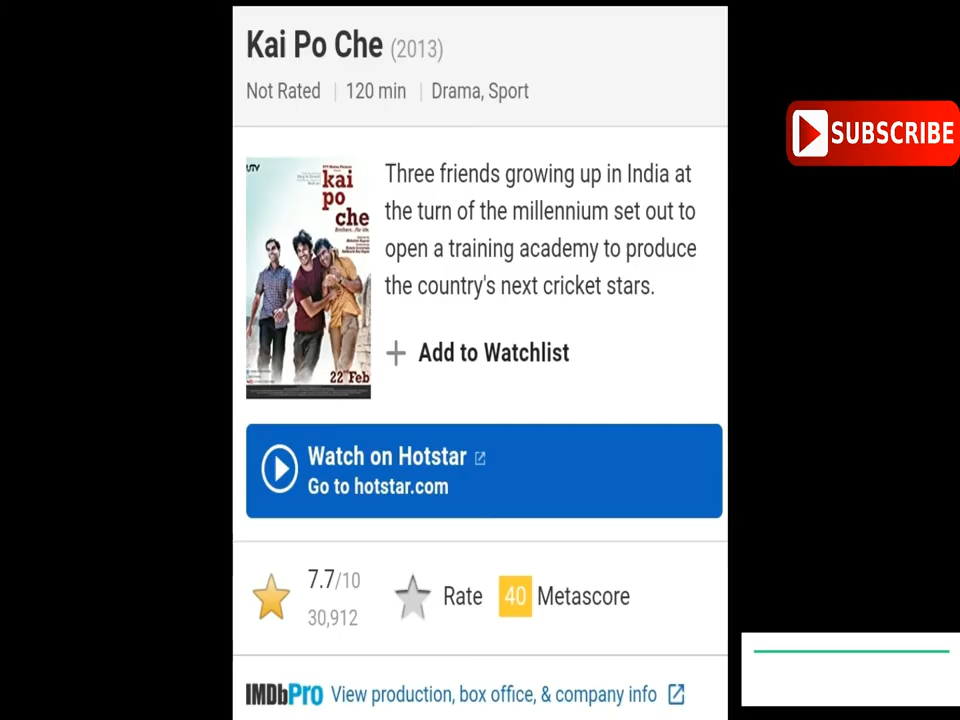 Kai Po Che (2013)
Not Rated | 120 min | Drama, Sport
UTV
kai
po
che
22 Feb
Three friends growing up in India at
the turn of the millennium set out to
open a training academy to produce
the country's next cricket stars.
+ Add to Watchlist
Watch on Hotstar
Go to hotstar.com
7.7/10
30,912
Rate
40 Metascore
IMDbPro View production, box office, & company info
SUBSCRIBE